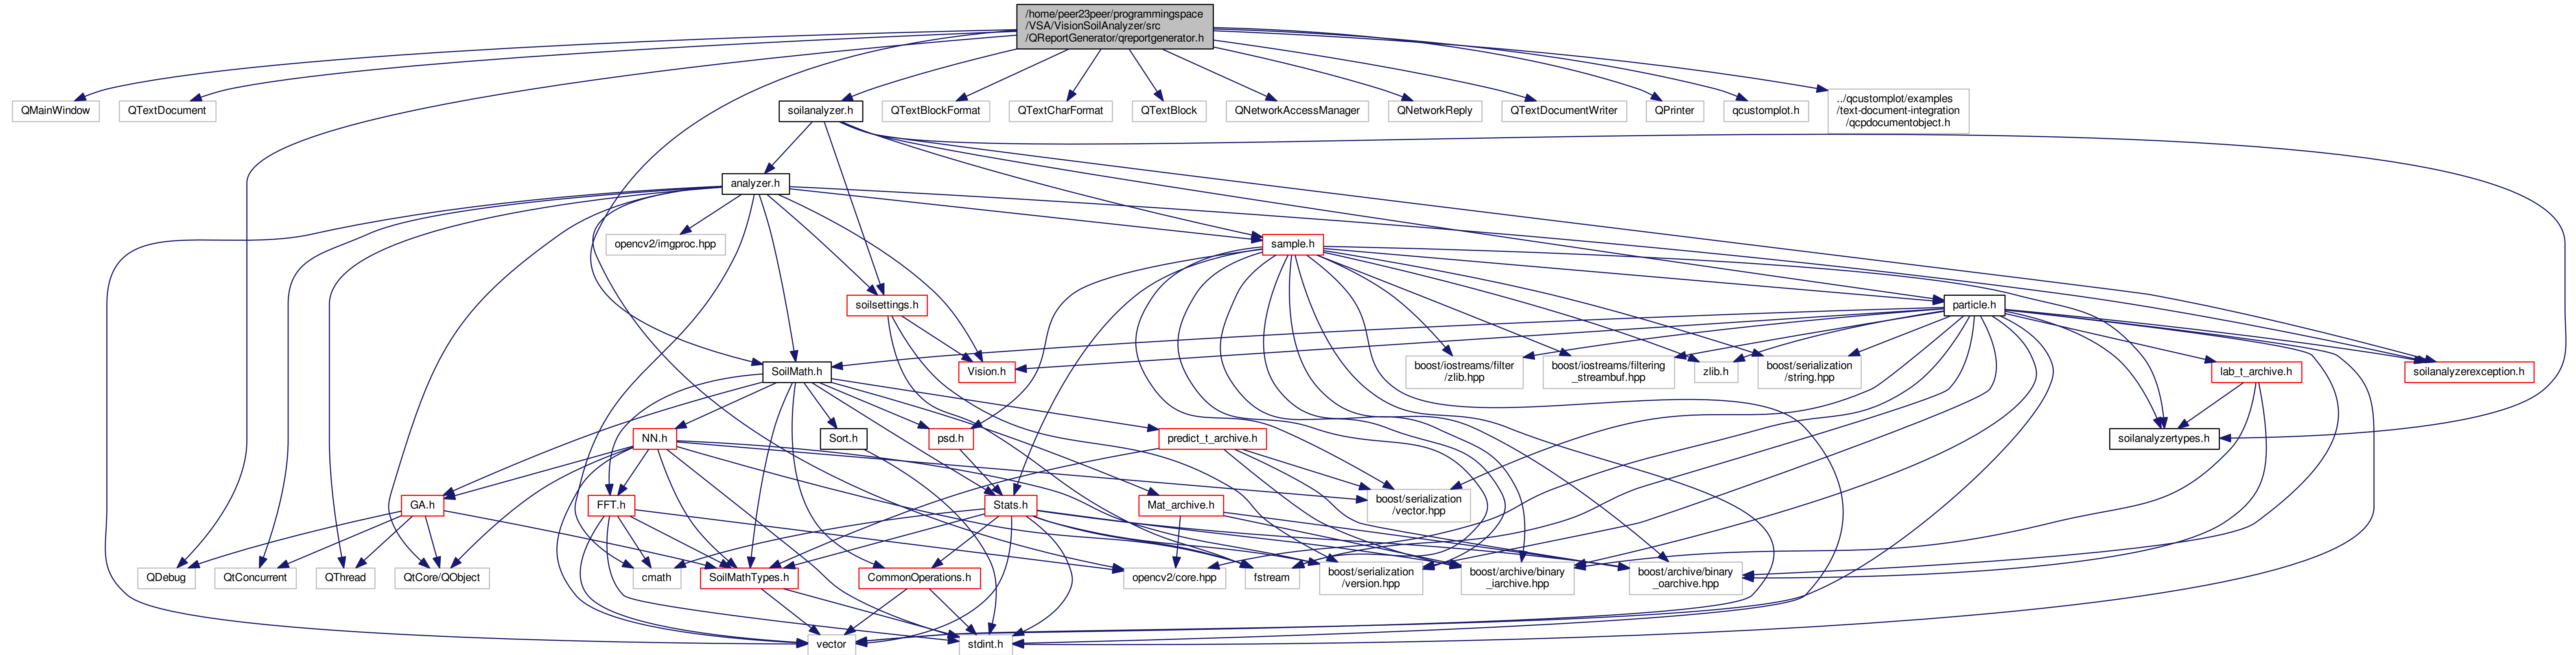 /home/peer23peer/programmingspace
/VSA/VisionSoilAnalyzer/src
/QReportGenerator/qreportgenerator.h
QMainWindow
QTextDocument
soilanalyzer.h
QTextBlockFormat
QTextCharFormat
QTextBlock
QNetworkAccessManager
QNetworkReply
QTextDocumentWriter
QPrinter
qcustomplot.h
../qcustomplot/examples
/text-document-integration
/qcpdocumentobject.h
analyzer.h
opencv2/imgproc.hpp
sample.h
soilsettings.h
particle.h
SoilMath.h
Vision.h
boost/iostreams/filter
/zlib.hpp
boost/iostreams/filtering
_streambuf.hpp
zlib.h
boost/serialization
/string.hpp
lab_t_archive.h
soilanalyzerexception.h
NN.h
Sort.h
psd.h
predict_t_archive.h
soilanalyzertypes.h
GA.h
FFT.h
Stats.h
Mat_archive.h
boost/serialization
/vector.hpp
QDebug
QtConcurrent
QThread
QtCore/QObject
cmath
SoilMathTypes.h
CommonOperations.h
opencv2/core.hpp
fstream
boost/serialization
/version.hpp
boost/archive/binary
_iarchive.hpp
boost/archive/binary
_oarchive.hpp
vector
stdint.h